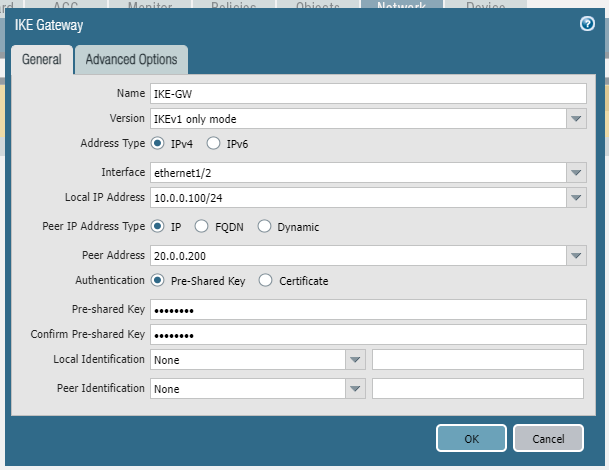 ACC Monitor Policies Objects Network Device
IKE Gateway
General Advanced Options
Name IKE-GW
Version IKEv1 only mode
Address Type IPv4 IPv6
Interface ethernet1/2
Local IP Address 10.0.0.100/24
Peer IP Address Type IP FQDN Dynamic
Peer Address 20.0.0.200
Authentication Pre-Shared Key Certificate
Pre-shared Key ••••••••
Confirm Pre-shared Key ••••••••
Local Identification None
Peer Identification None
OK Cancel